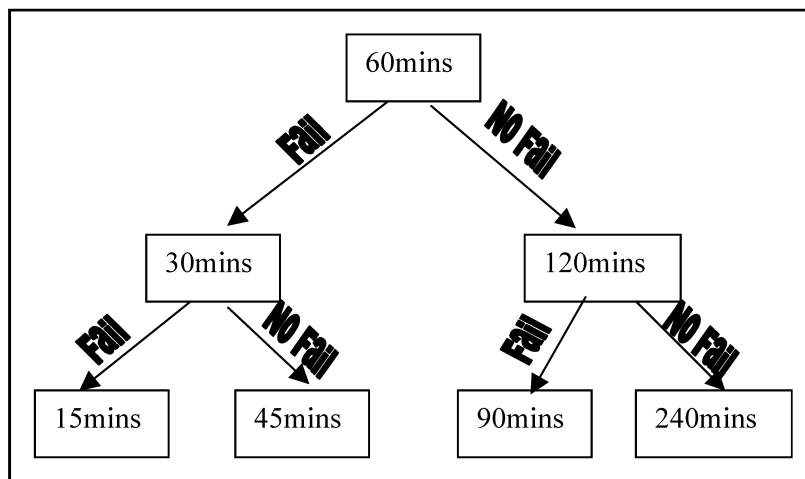 60mins
Fail
No Fail
30mins
120mins
Fail
No Fail
Fail
No Fail
15mins
45mins
90mins
240mins